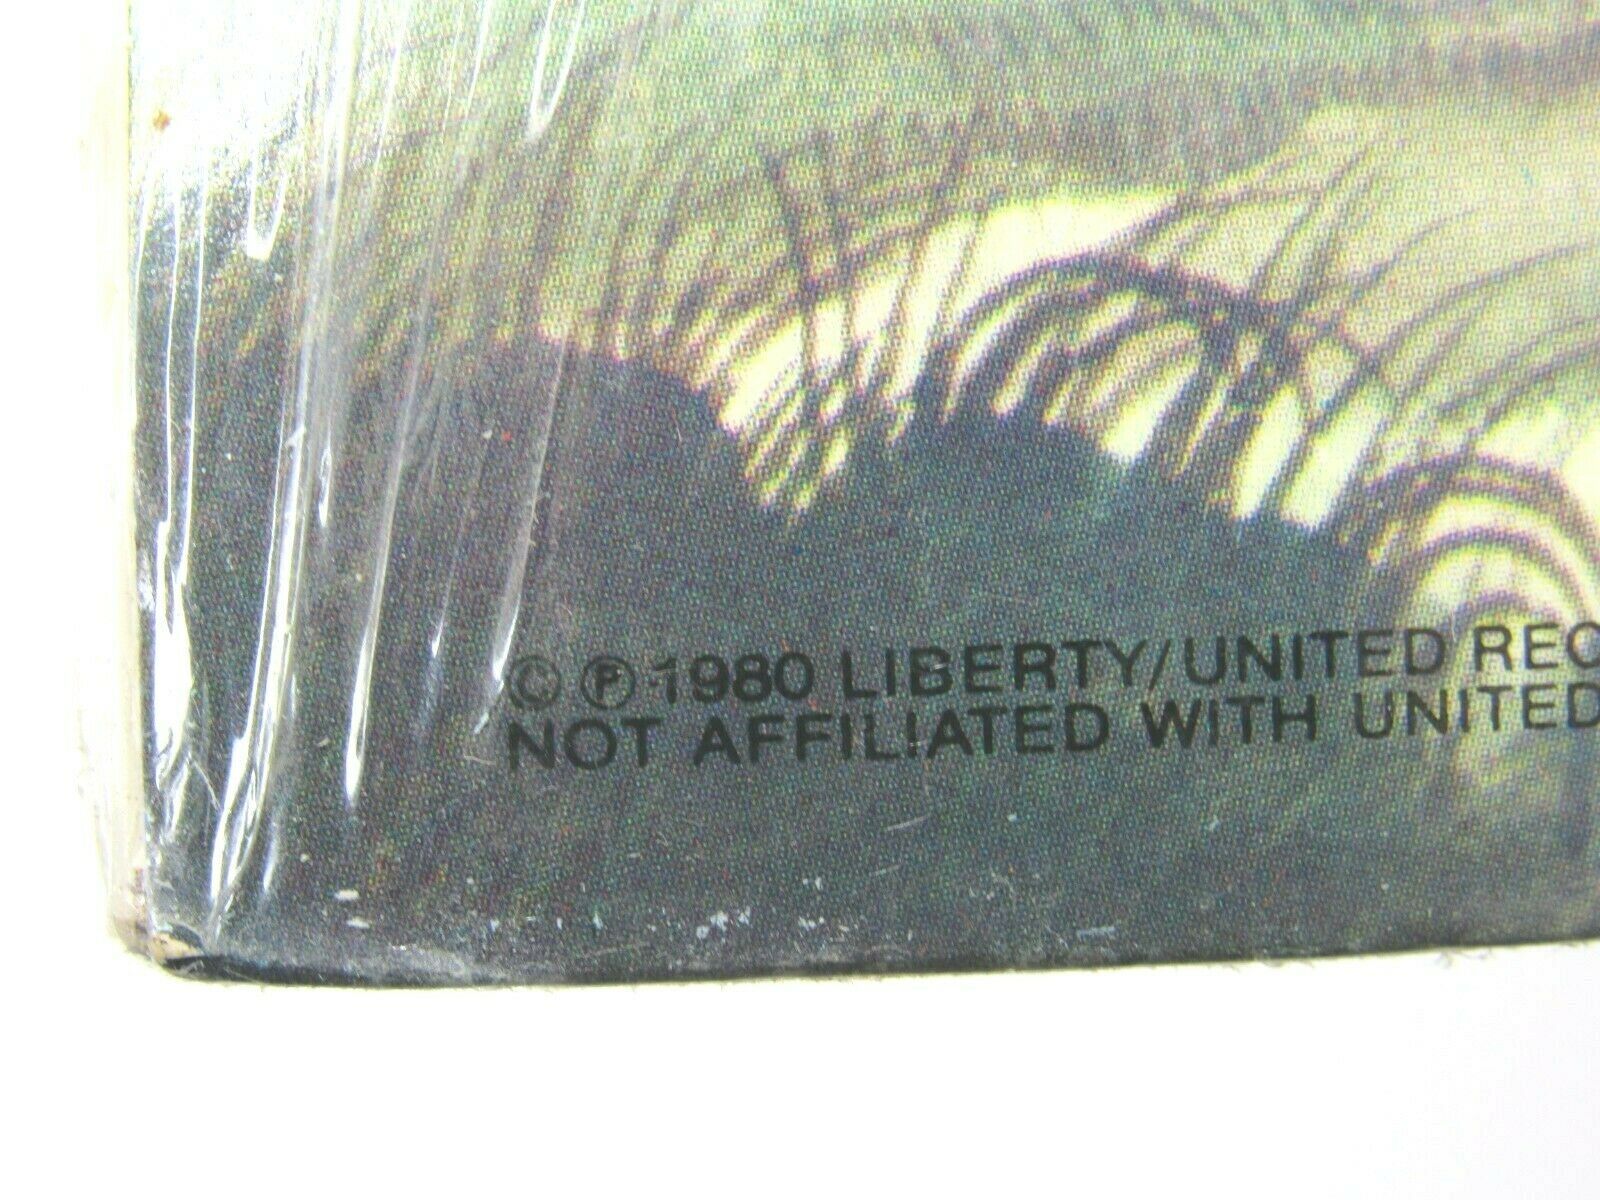 © ℗ 1980 LIBERTY/UNITED REC
NOT AFFILIATED WITH UNITED